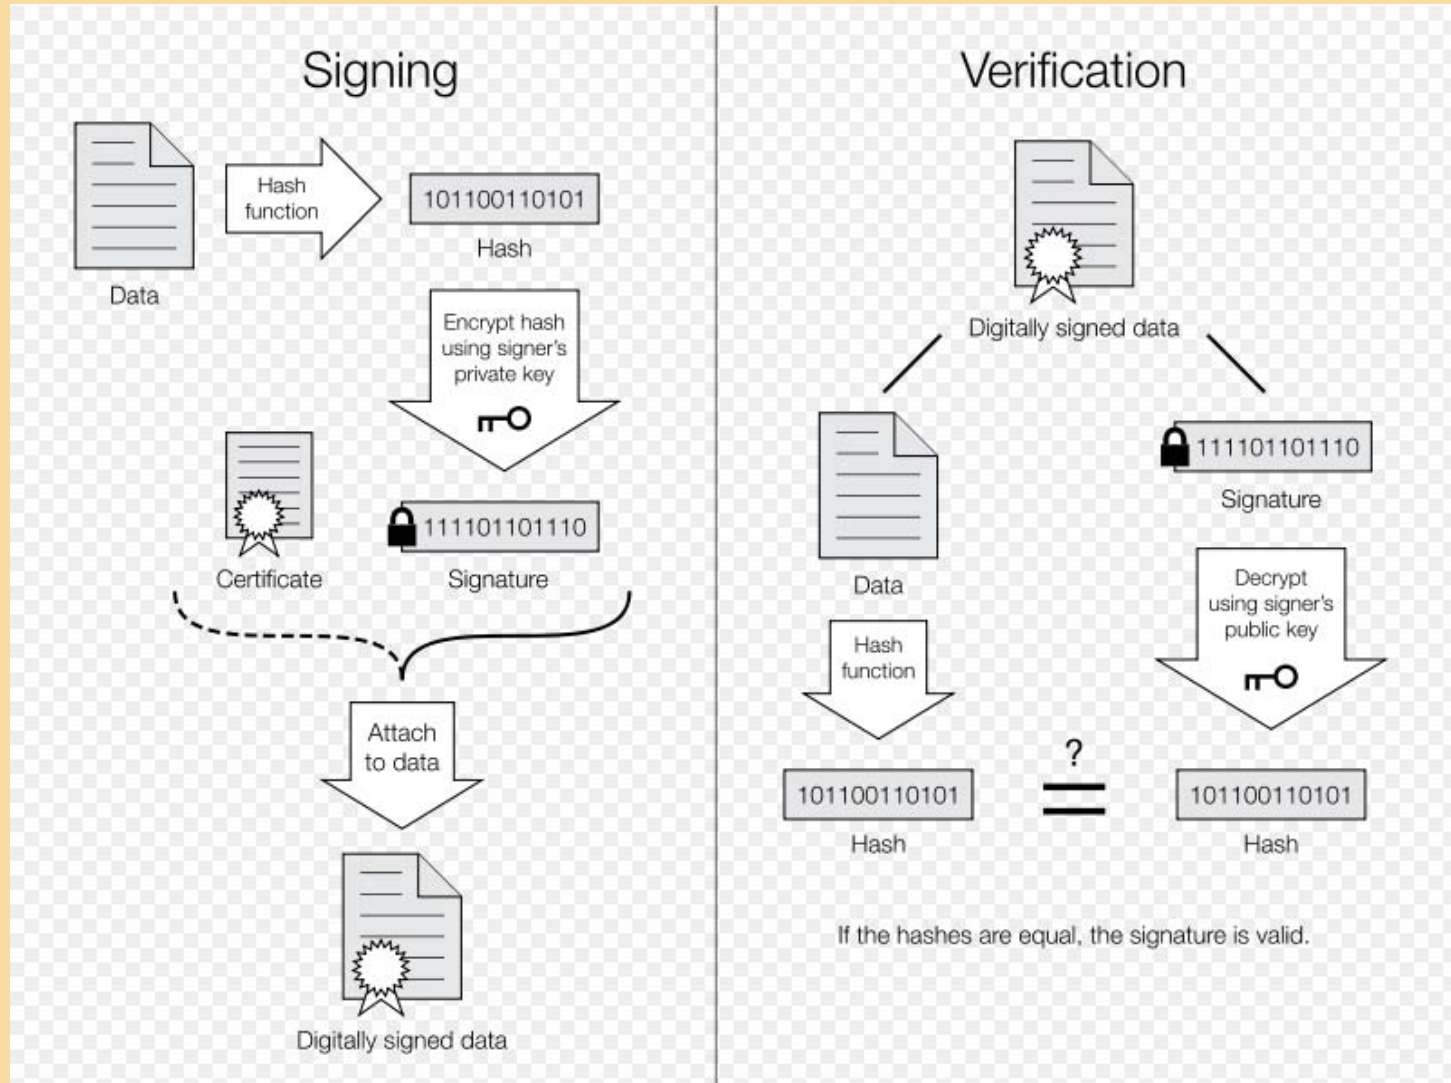 Signing
Data
Hash
function
101100110101
Hash
Encrypt hash
using signer's
private key
Certificate
111101101110
Signature
Attach
to data
Digitally signed data
Verification
Digitally signed data
Data
111101101110
Signature
Hash
function
Decrypt
using signer's
public key
101100110101
Hash
?
=
101100110101
Hash
If the hashes are equal, the signature is valid.